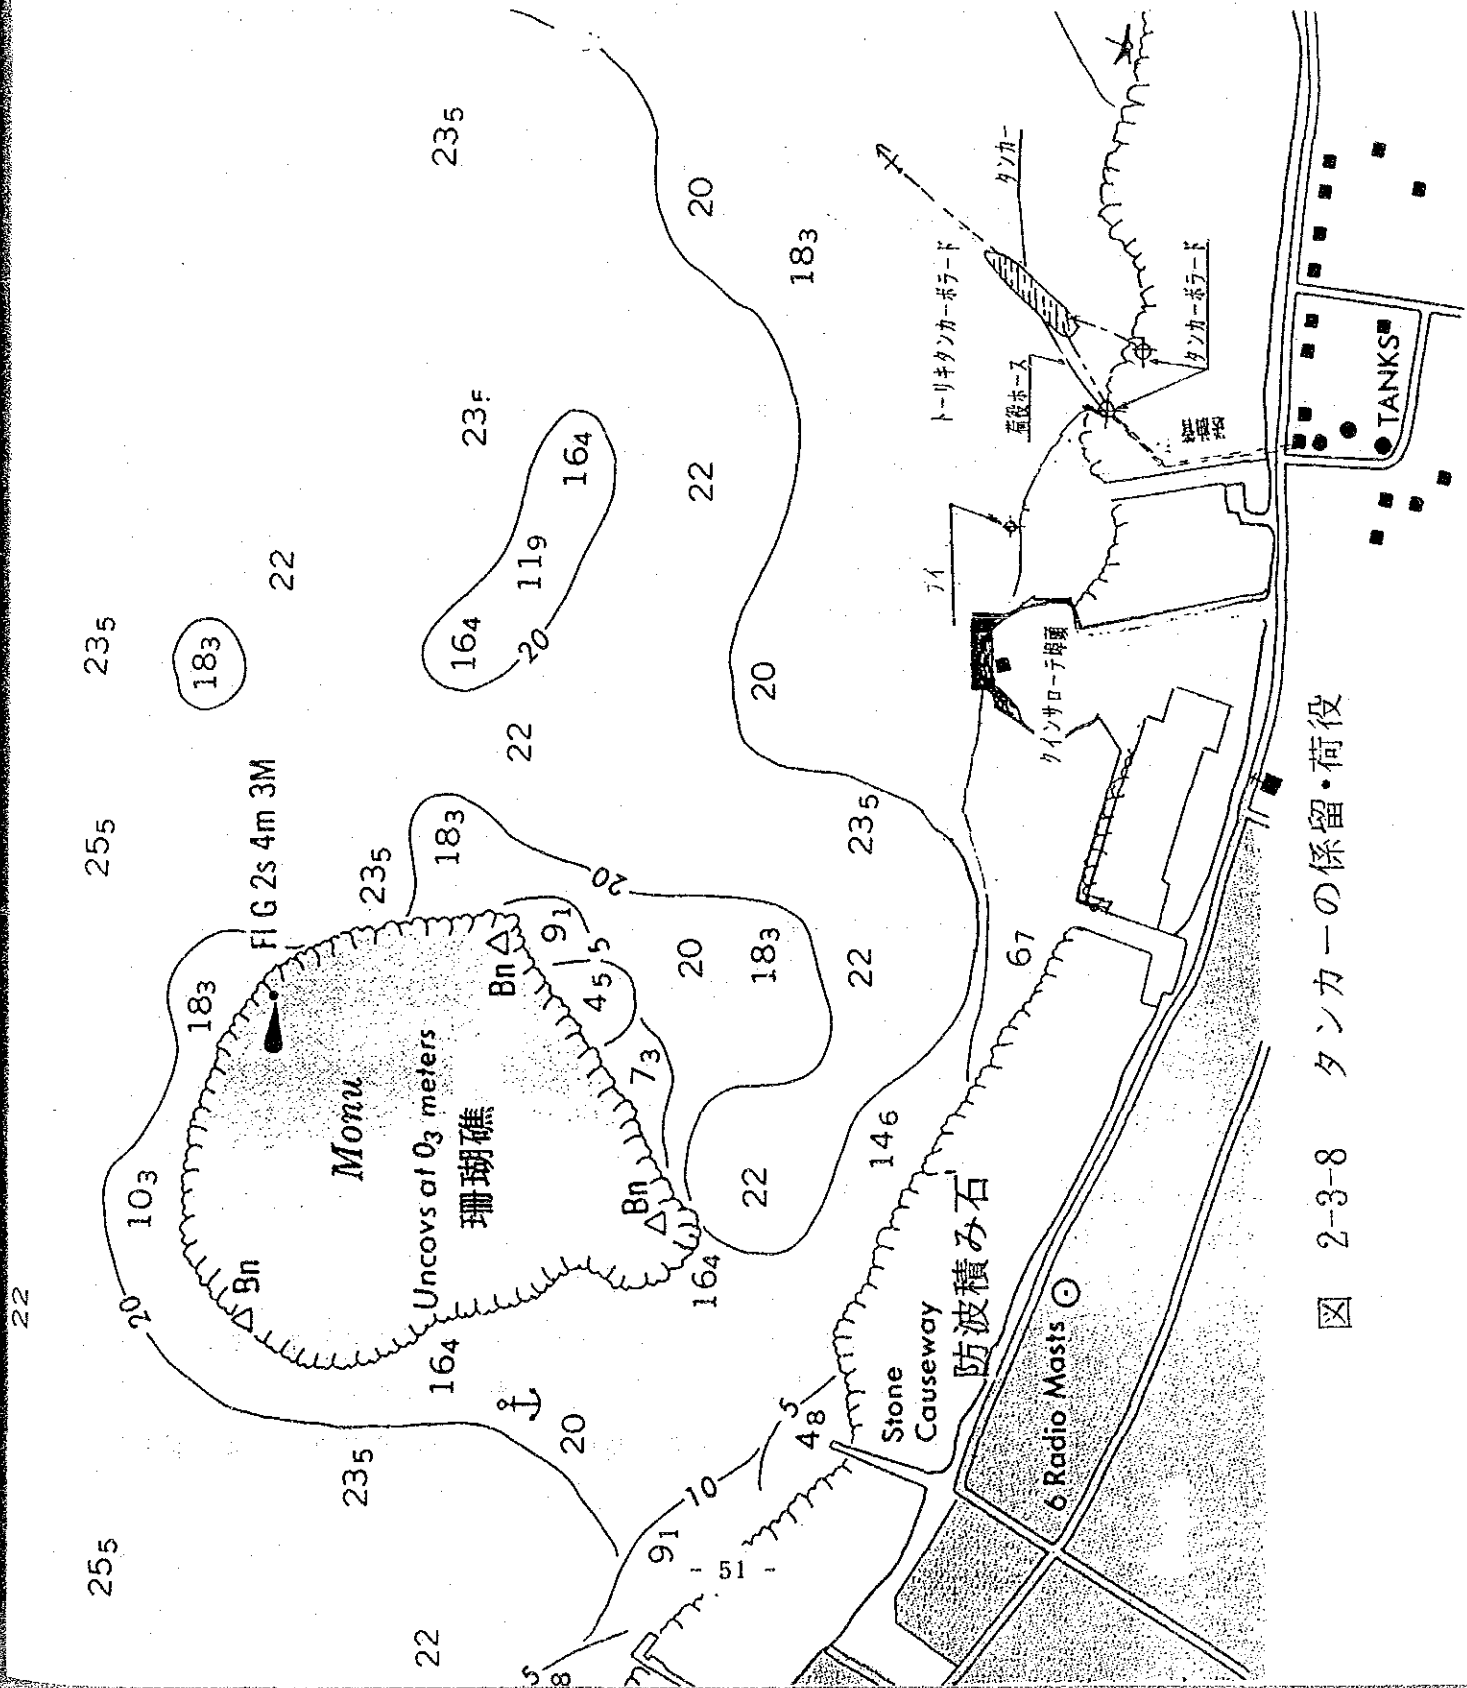 22
25₅
23₅
25₅
22
10₃
20
18₃
18₃
22
23₅
Fl G 2s 4m 3M
Bn
Monu
Uncovs at 0₃ meters
珊瑚礁
23₅
16₄
23₅
18₃
22
16₄
11₉
16₄
20
22
20
Bn
9₁
5
4₅
7₃
20
Bn
16₄
20
18₃
22
22
20
22
20
18₃
23₅
9₁
10
5
4₈
14₆
6₇
23₅
5
8
Stone
Causeway
防波積み石
6 Radio Masts
クインサローテ埠頭
トーリキタンカーボラード
荷役ホース
タンカー
タンカーボラード
TANKS
図 2-3-8 タンカーの係留・荷役
- 51 -